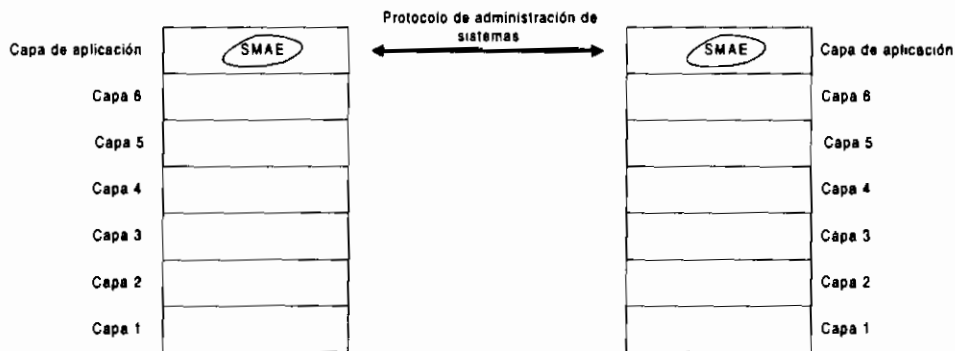 Protocolo de administración de
sistemas
Capa de aplicación
SMAE
SMAE
Capa de aplicación
Capa 6
Capa 6
Capa 5
Capa 5
Capa 4
Capa 4
Capa 3
Capa 3
Capa 2
Capa 2
Capa 1
Capa 1